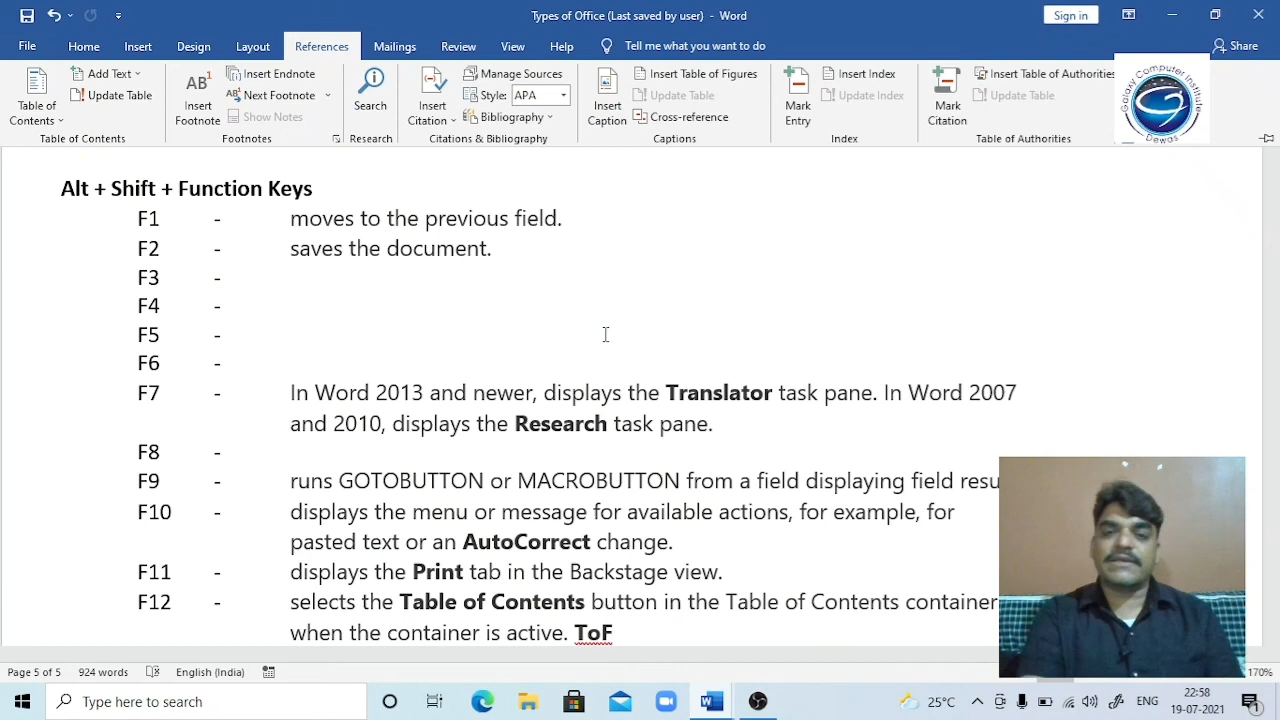 Types of Office (Last saved by user) - Word
Sign in
File Home Insert Design Layout References Mailings Review View Help Tell me what you want to do Share
Table of Contents
Add Text
Update Table
Table of Contents
AB1
Insert Footnote
Insert Endnote
Next Footnote
Show Notes
Footnotes
Search
Research
Insert Citation
Manage Sources
Style: APA
Bibliography
Citations & Bibliography
Insert Caption
Insert Table of Figures
Update Table
Cross-reference
Captions
Mark Entry
Insert Index
Update Index
Index
Mark Citation
Insert Table of Authorities
Update Table
Table of Authorities
Galaxy Computer Institute
Dewas
Alt + Shift + Function Keys
F1 - moves to the previous field.
F2 - saves the document.
F3 -
F4 -
F5 -
F6 -
F7 - In Word 2013 and newer, displays the Translator task pane. In Word 2007
and 2010, displays the Research task pane.
F8 -
F9 - runs GOTOBUTTON or MACROBUTTON from a field displaying field resu
F10 - displays the menu or message for available actions, for example, for
pasted text or an AutoCorrect change.
F11 - displays the Print tab in the Backstage view.
F12 - selects the Table of Contents button in the Table of Contents container
when the container is active. ToF
Page 5 of 5 924 words English (India) 170%
Type here to search
25°C
ENG
22:58
19-07-2021